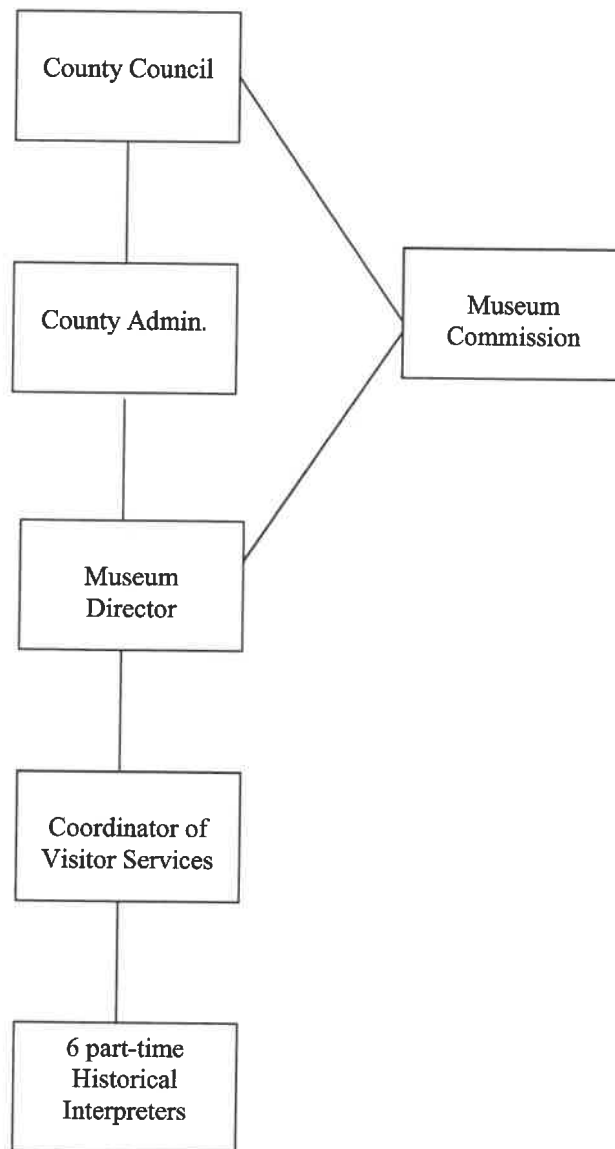 County Council
County Admin.
Museum
Commission
Museum
Director
Coordinator of
Visitor Services
6 part-time
Historical
Interpreters